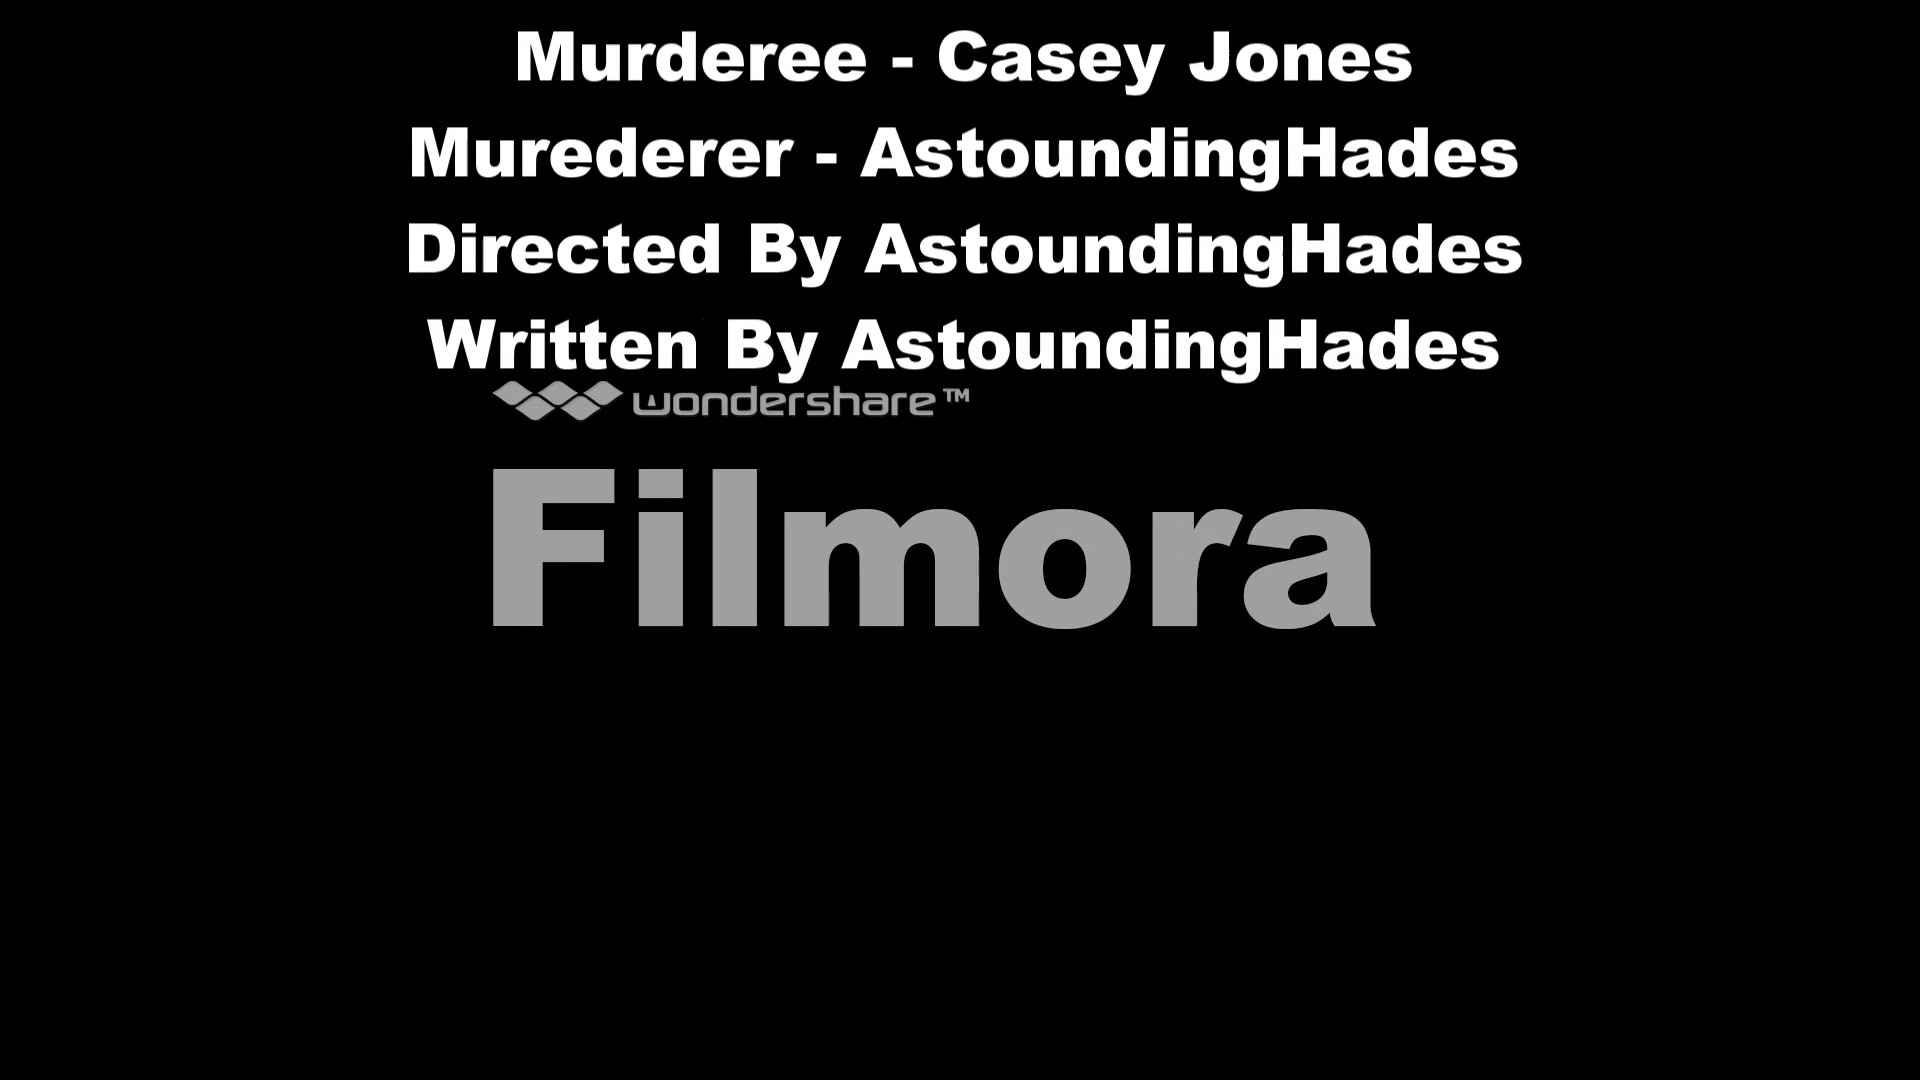 Murderee - Casey Jones
Murederer - AstoundingHades
Directed By AstoundingHades
Written By AstoundingHades
wondershare™
Filmora